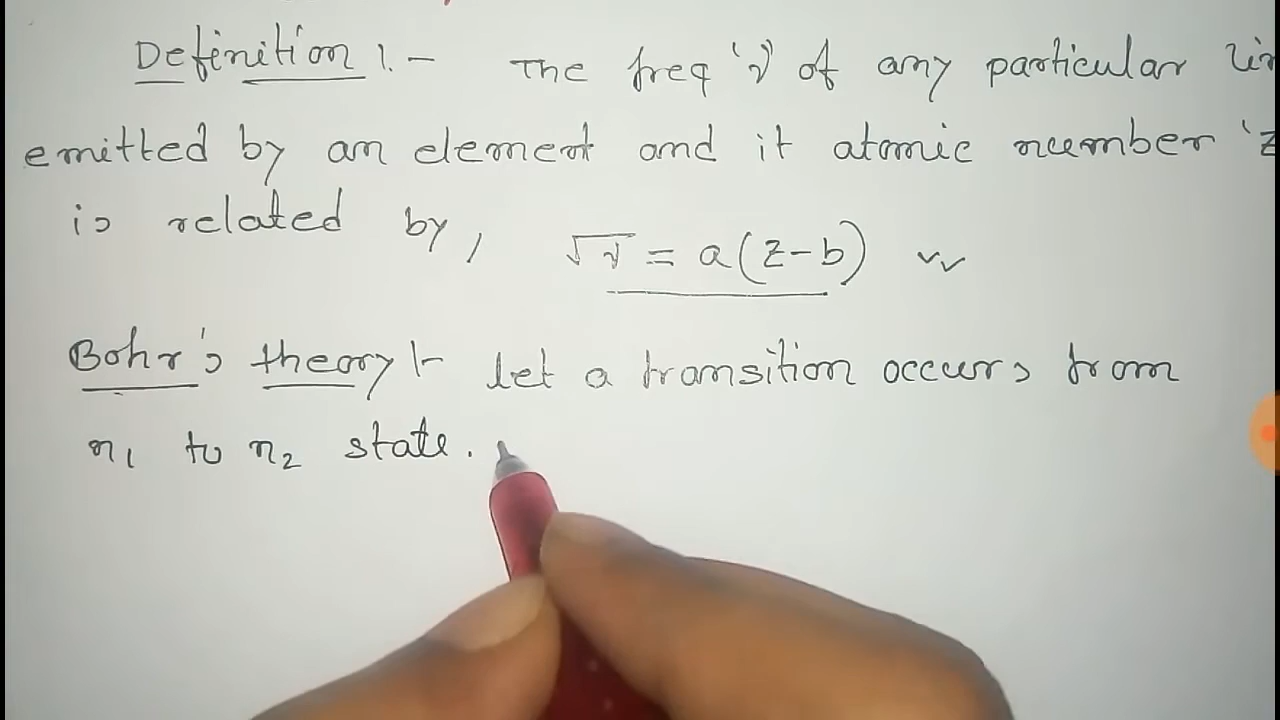 Definition :- The freq 'ν' of any particular lin
emitted by an element and it atomic number 'Z
is related by, √ν = a(z-b)
Bohr's theory :- let a transition occurs from
n₁ to n₂ state.